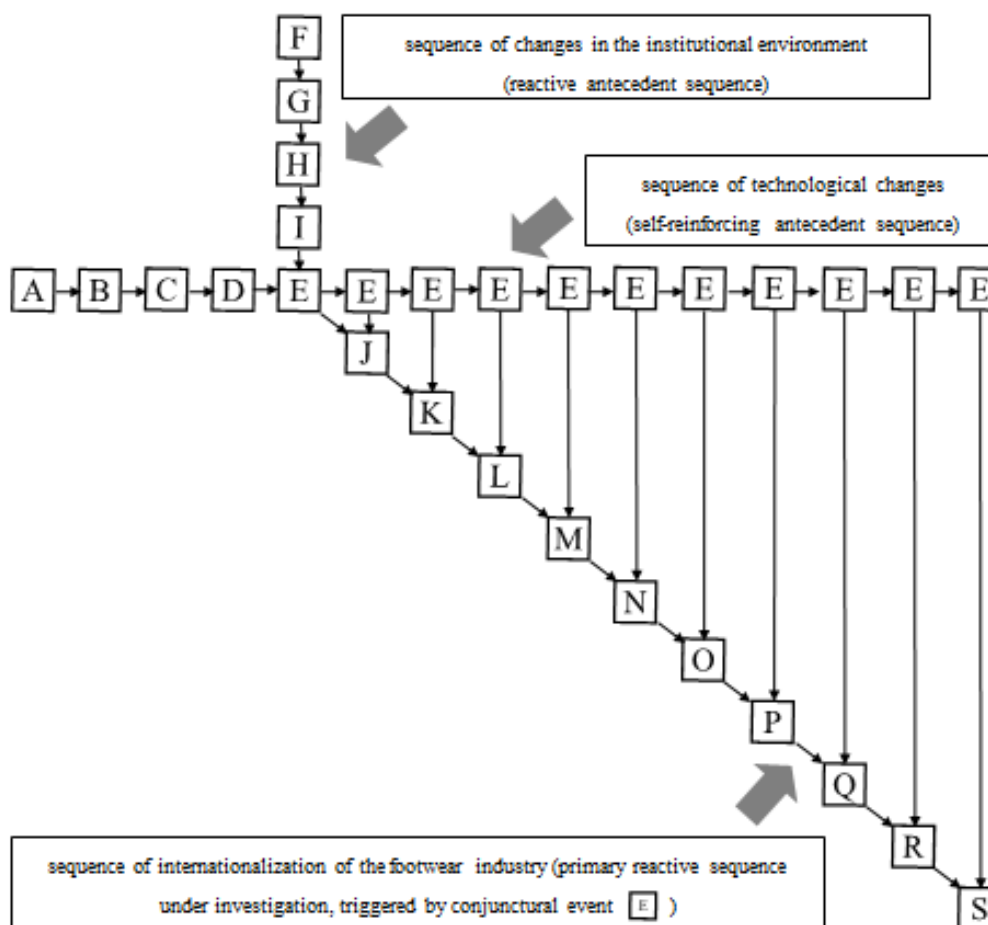 F
sequence of changes in the institutional environment
(reactive antecedent sequence)
G
H
sequence of technological changes
(self-reinforcing antecedent sequence)
I
A B C D E E E E E E E E E E E
J
K
L
M
N
O
P
Q
R
sequence of internationalization of the footwear industry (primary reactive sequence
under investigation, triggered by conjunctural event E )
S